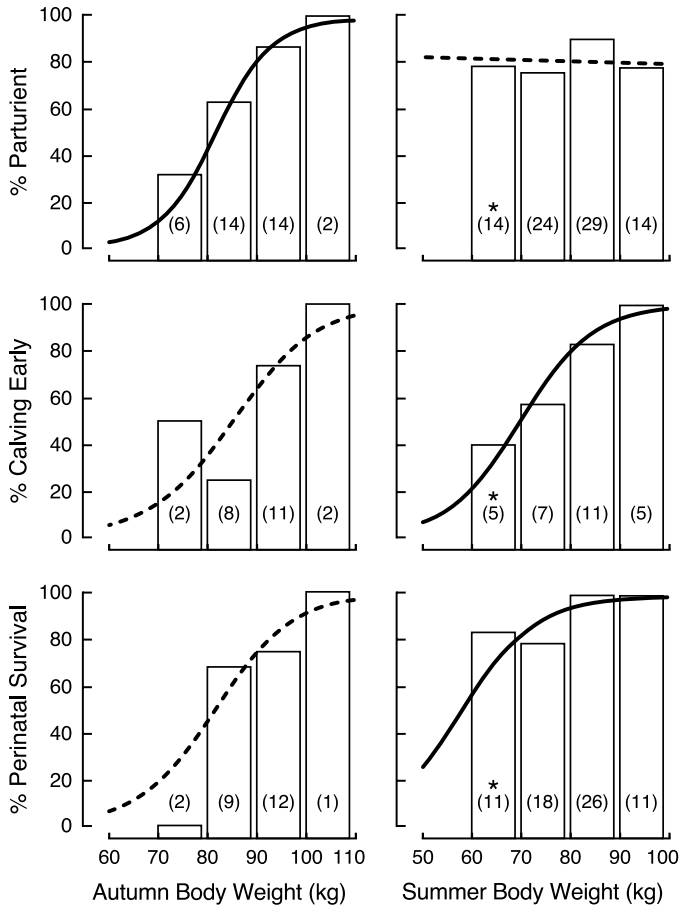 % Parturient
100
80
60
40
20
0
(6) (14) (14) (2)
*
(14) (24) (29) (14)
% Calving Early
100
80
60
40
20
0
(2) (8) (11) (2)
*
(5) (7) (11) (5)
% Perinatal Survival
100
80
60
40
20
0
(2) (9) (12) (1)
*
(11) (18) (26) (11)
60 70 80 90 100 110
50 60 70 80 90 100
Autumn Body Weight (kg)
Summer Body Weight (kg)